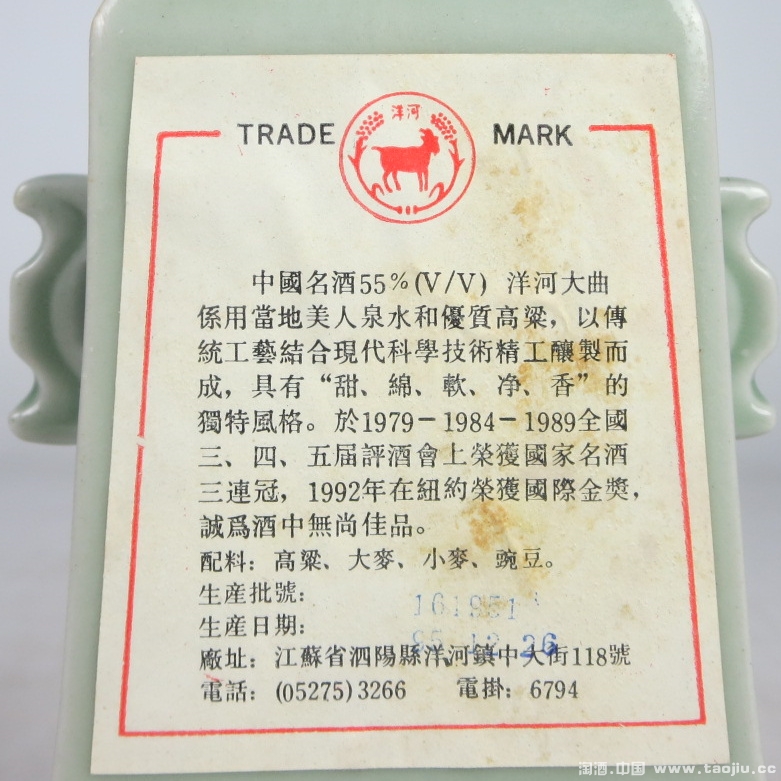 洋河
TRADE MARK
中國名酒55%(V/V) 洋河大曲
係用當地美人泉水和優質高粱，以傳
統工藝結合現代科學技術精工釀製而
成，具有“甜、綿、軟、净、香”的
獨特風格。於1979－1984－1989全國
三、四、五届評酒會上榮獲國家名酒
三連冠，1992年在紐約榮獲國際金獎，
誠爲酒中無尚佳品。
配料：高粱、大麥、小麥、豌豆。
生産批號：
161951
生産日期：
95 12 26
廠址：江蘇省泗陽縣洋河鎮中大街118號
電話：(05275)3266 電掛：6794
淘酒.中国 www.taojiu.cc